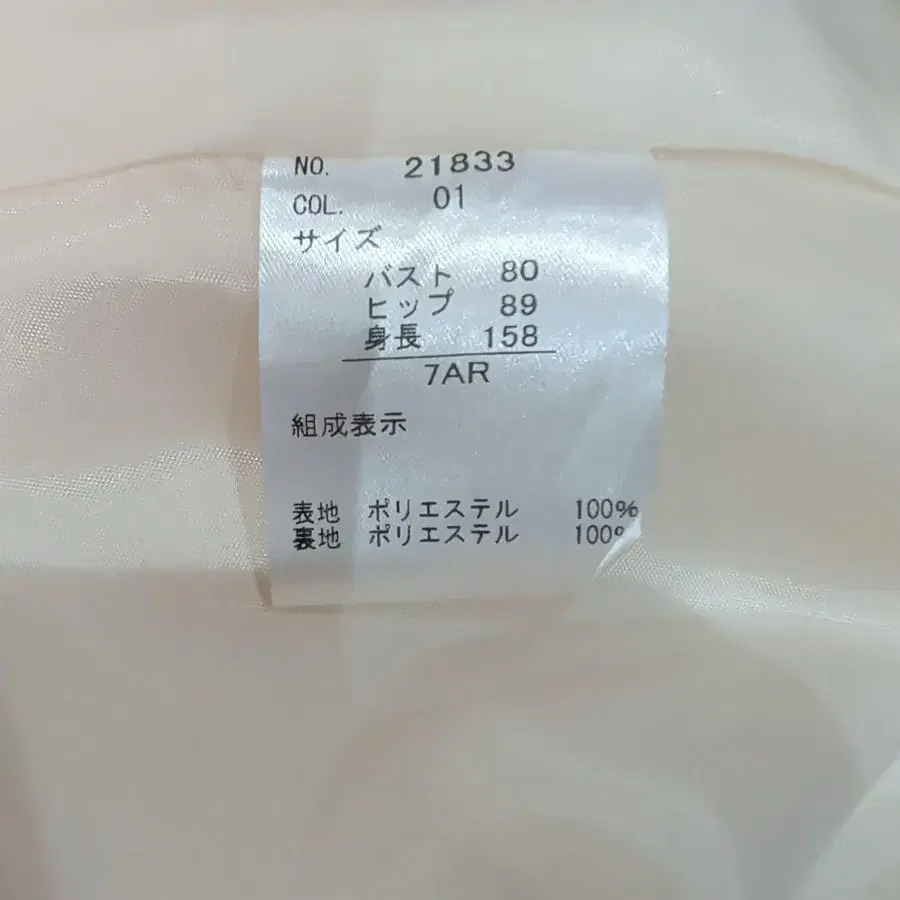 NO. 21833
COL. 01
サイズ
バスト 80
ヒップ 89
身長 158
7AR
組成表示
表地 ポリエステル 100%
裏地 ポリエステル 100%